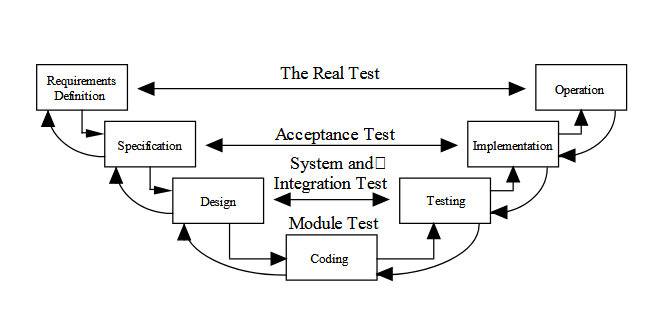 The Real Test
Requirements
Definition
Operation
Acceptance Test
Specification
Implementation
System and□
Integration Test
Design
Testing
Module Test
Coding